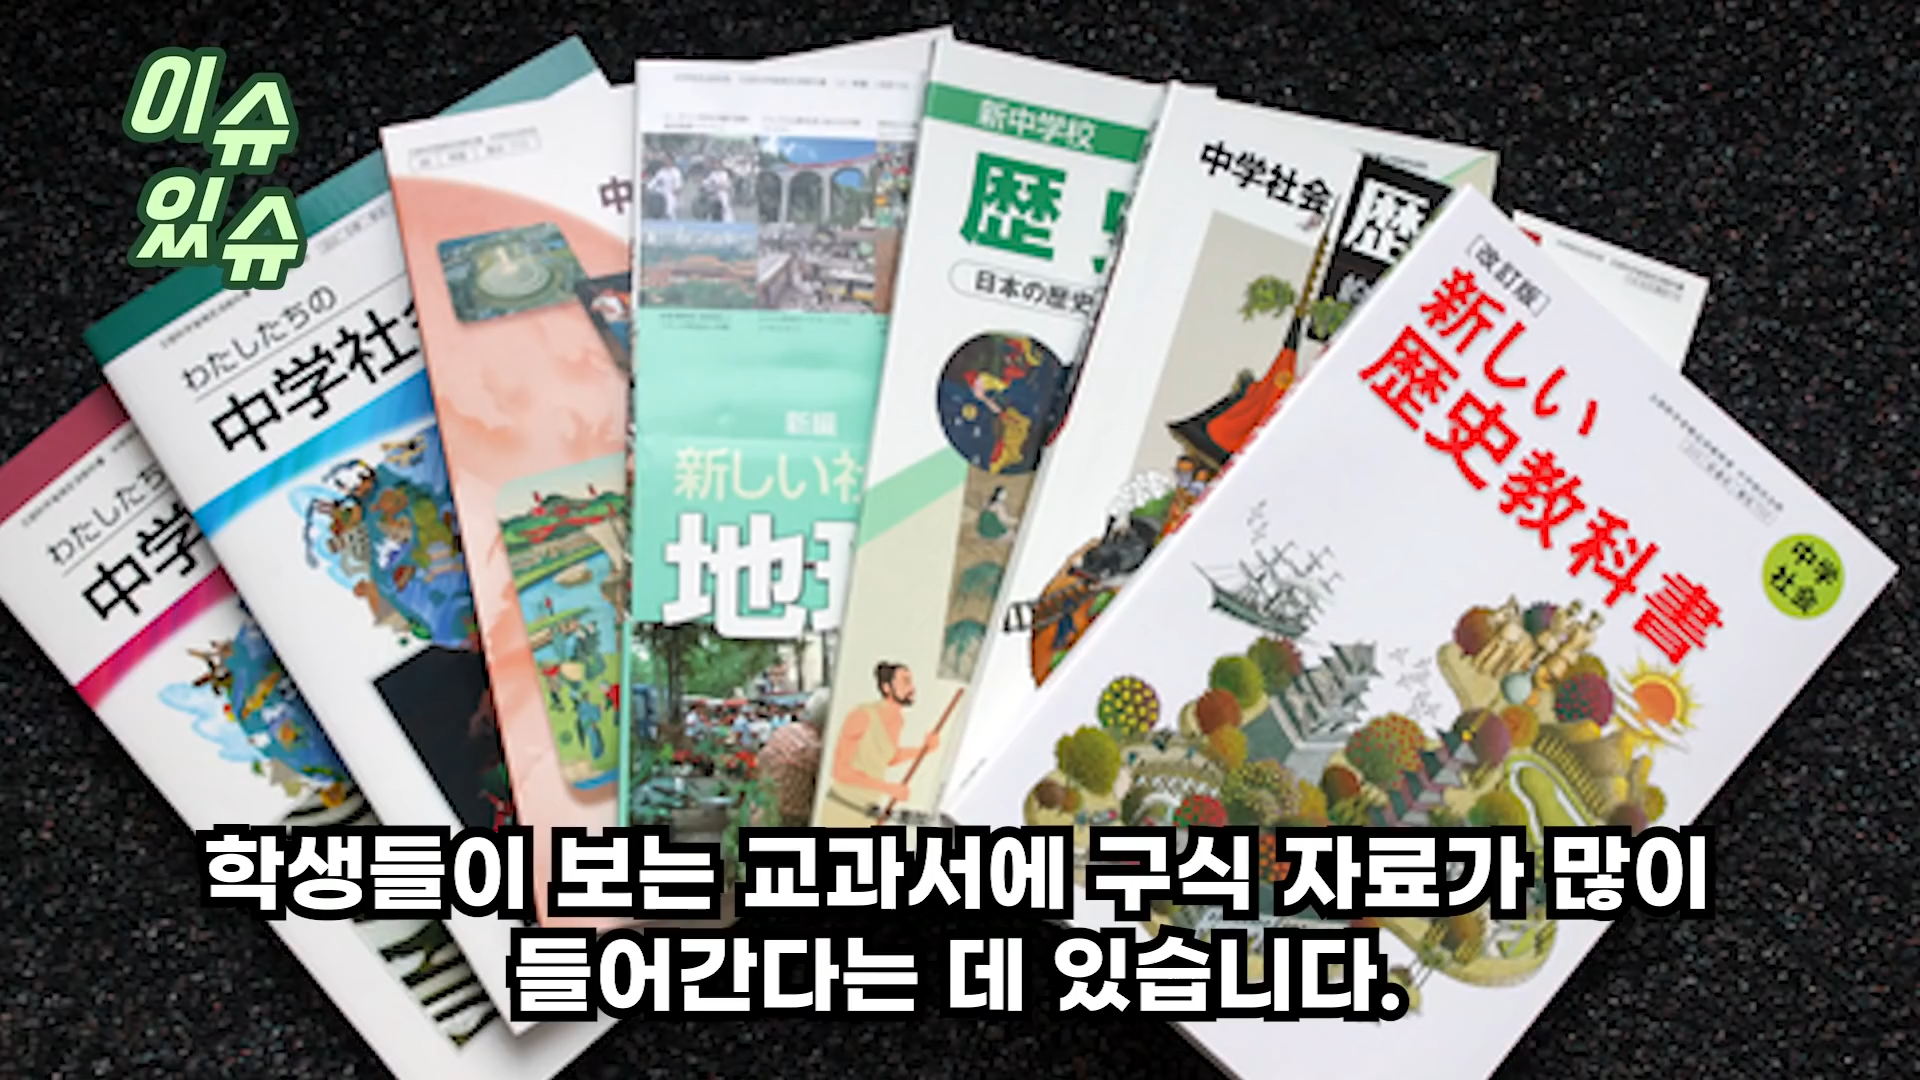 이슈
있슈
わたしたち
中学
わたしたちの
中学社会
中
新編
新しい社
地理
新中学校
歴史
日本の歴史
中学社会
歴
[改訂版]
新しい
歴史教科書
中学
社会
학생들이 보는 교과서에 구식 자료가 많이
들어간다는 데 있습니다.